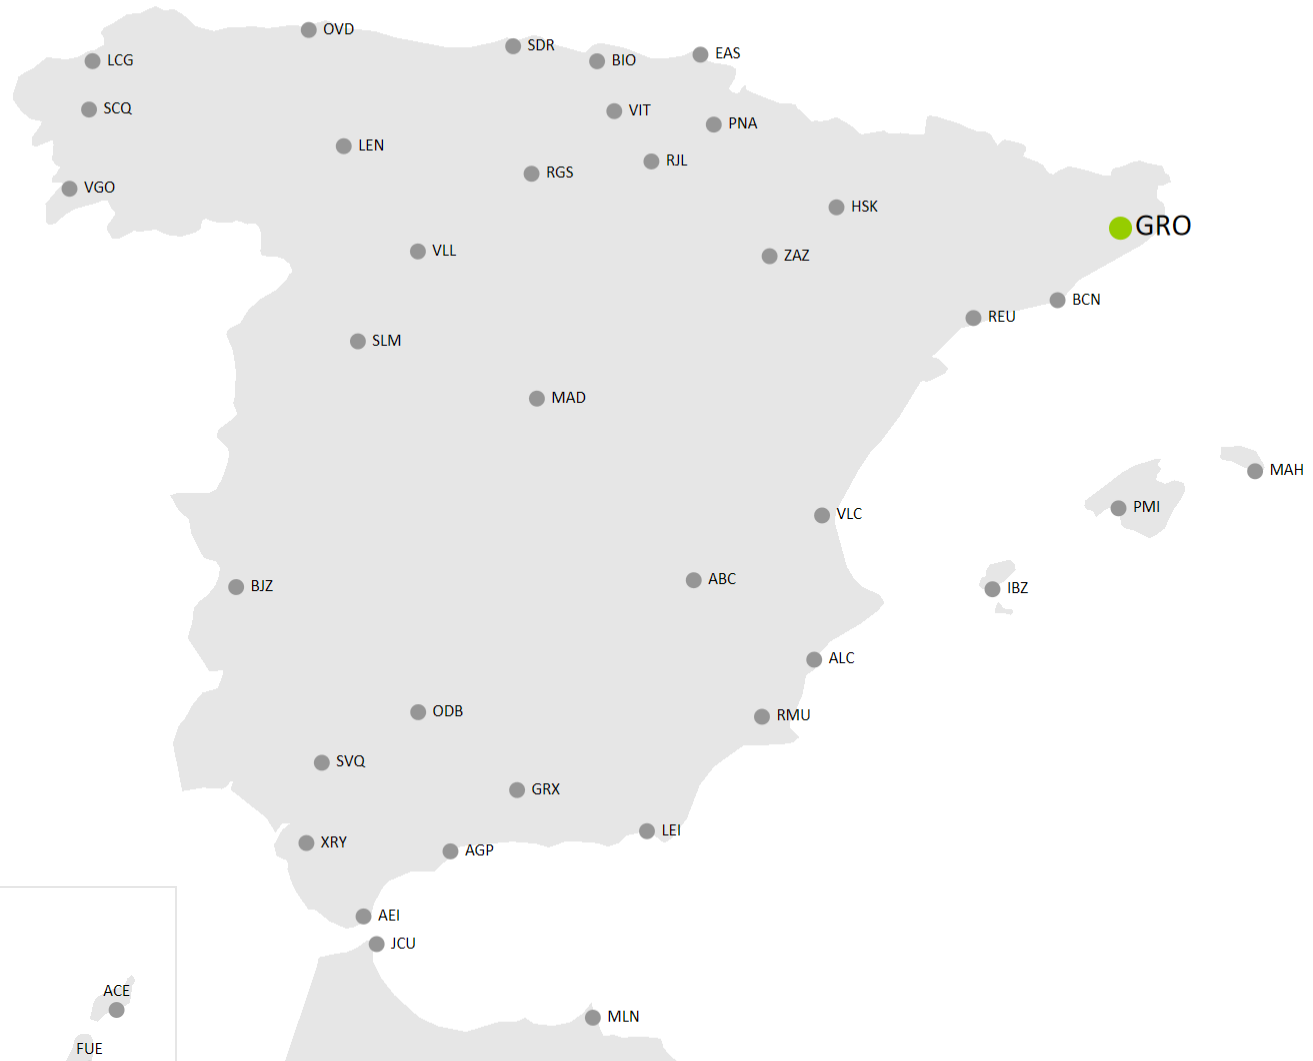 OVD
SDR
EAS
LCG
BIO
SCQ
VIT
PNA
LEN
RJL
RGS
VGO
HSK
GRO
VLL
ZAZ
BCN
REU
SLM
MAD
MAH
PMI
VLC
ABC
BJZ
IBZ
ALC
ODB
RMU
SVQ
GRX
LEI
XRY
AGP
AEI
JCU
ACE
MLN
FUE